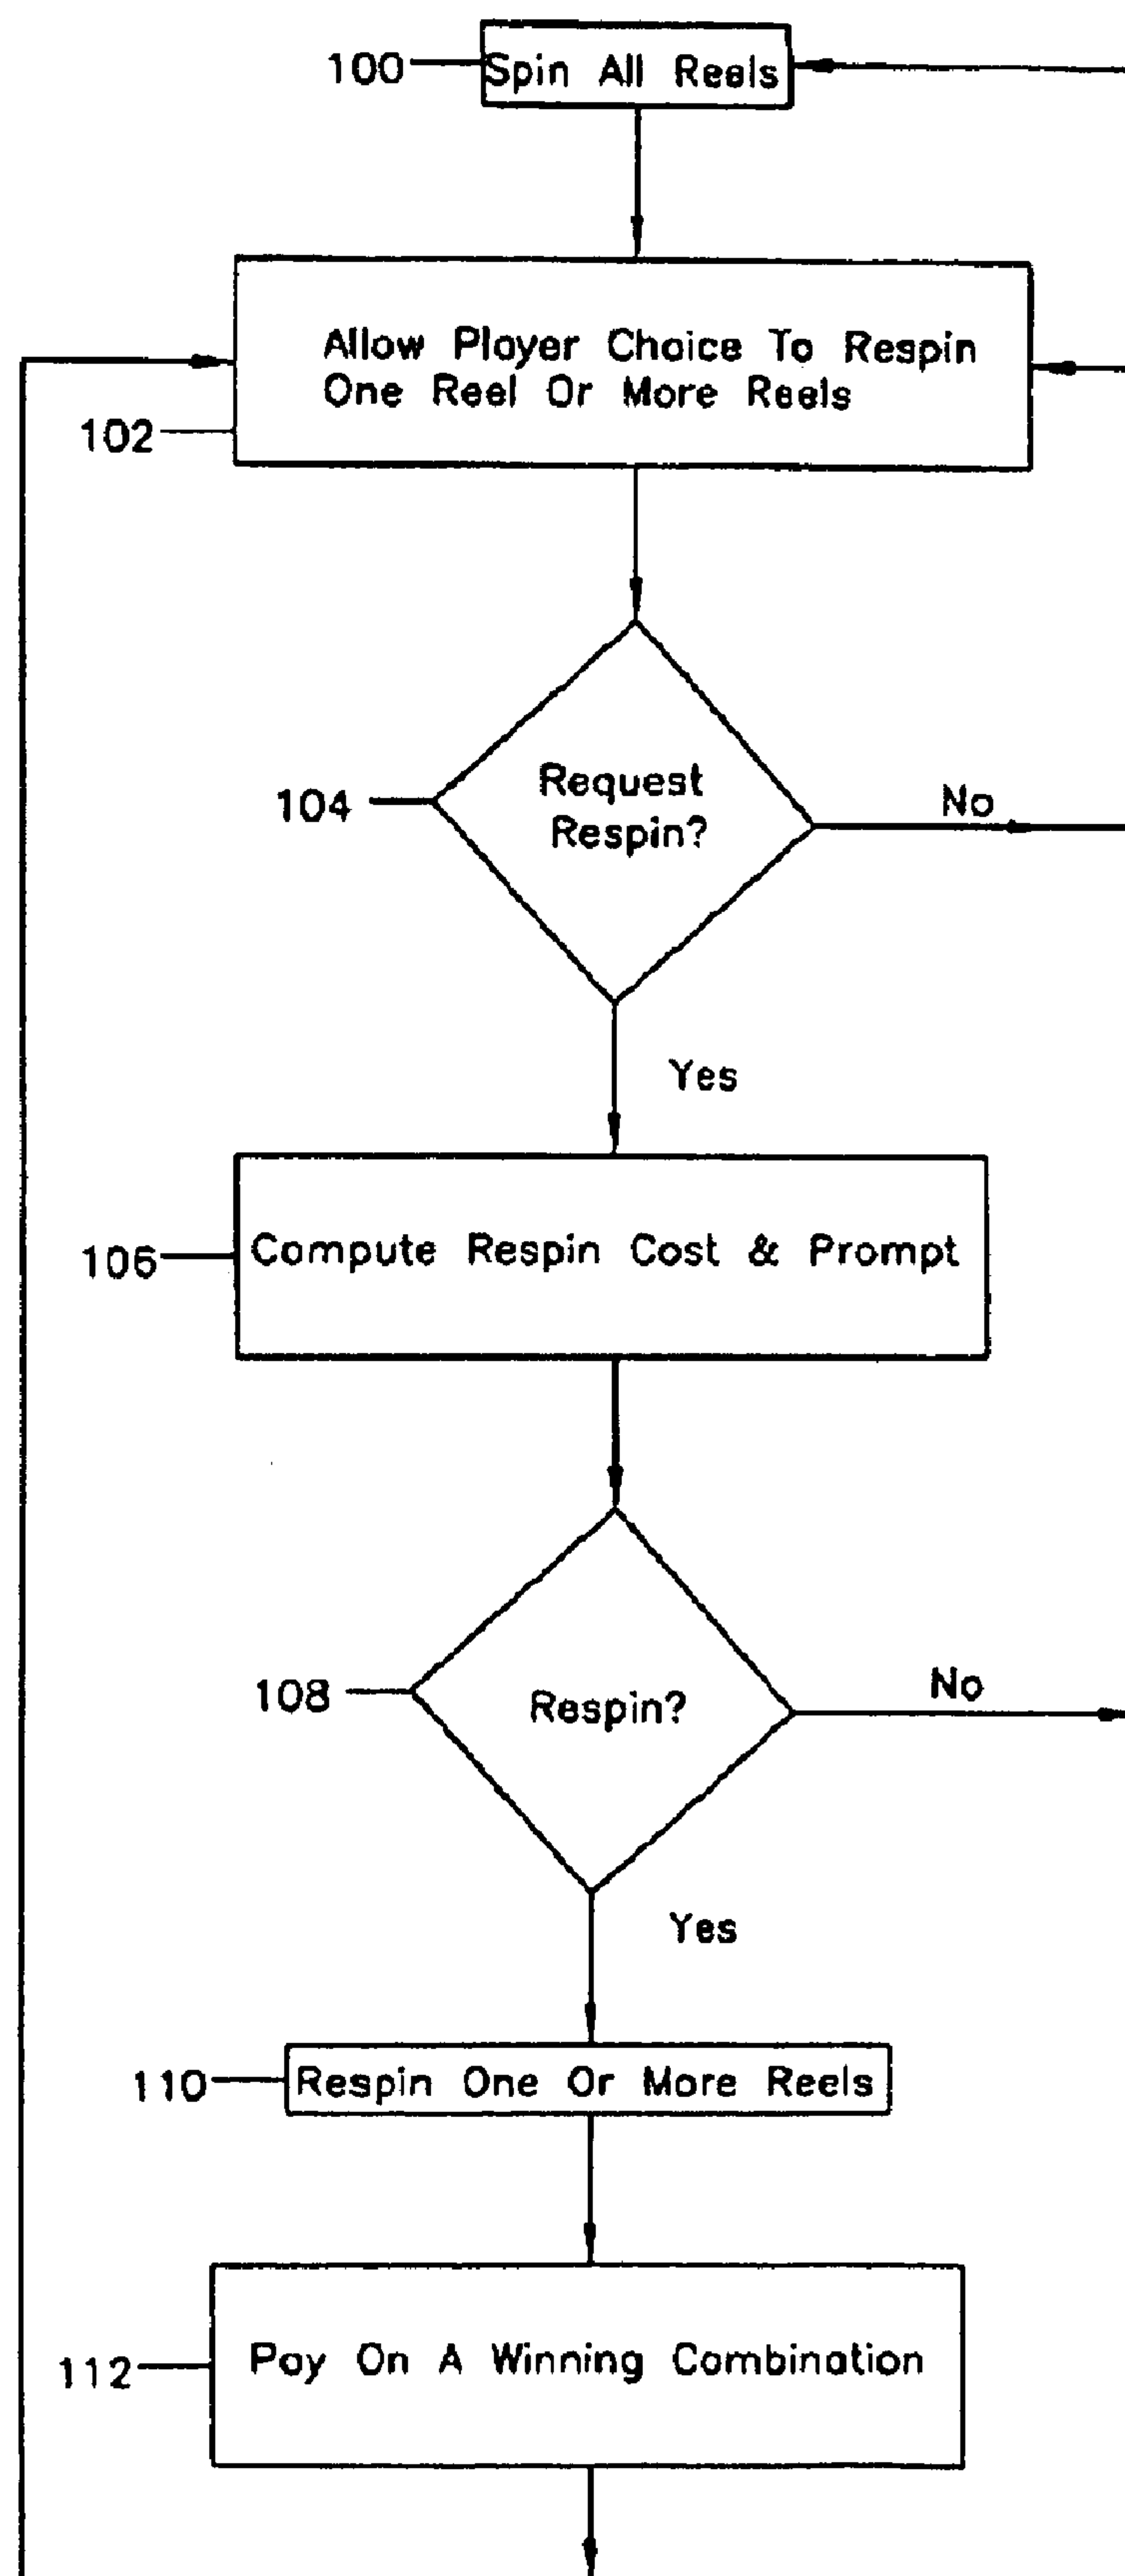 100
Spin All Reels
Allow Player Choice To Respin
One Reel Or More Reels
102
Request
Respin?
104
No
Yes
106
Compute Respin Cost & Prompt
108
Respin?
No
Yes
110
Respin One Or More Reels
112
Pay On A Winning Combination